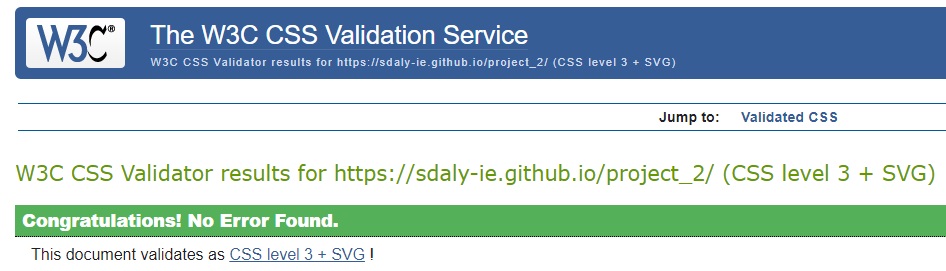 W3C®
The W3C CSS Validation Service
W3C CSS Validator results for https://sdaly-ie.github.io/project_2/ (CSS level 3 + SVG)
Jump to: Validated CSS
W3C CSS Validator results for https://sdaly-ie.github.io/project_2/ (CSS level 3 + SVG)
Congratulations! No Error Found.
This document validates as CSS level 3 + SVG !